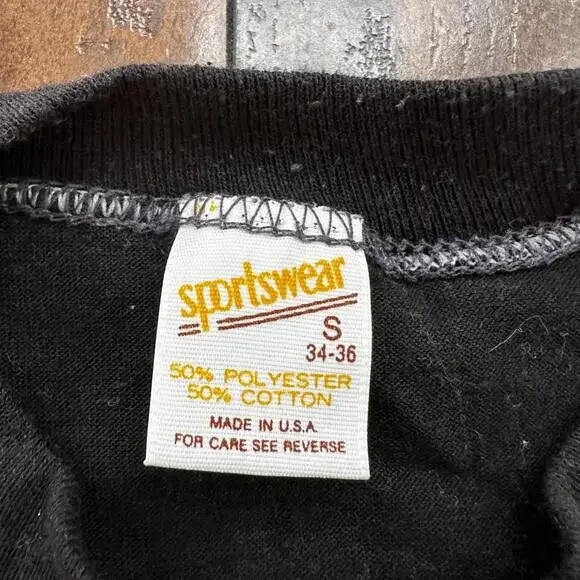 sportswear
S
34-36
50% POLYESTER
50% COTTON
MADE IN U.S.A.
FOR CARE SEE REVERSE